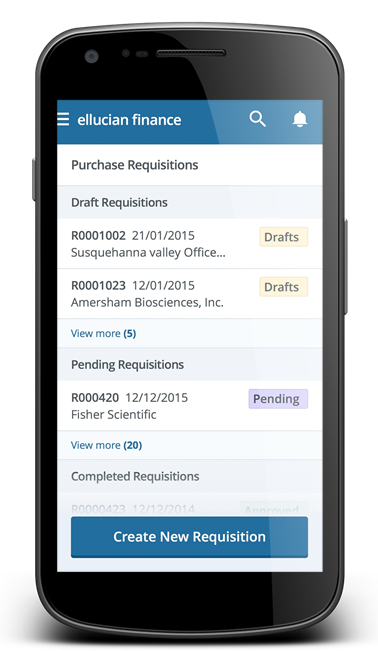 ellucian finance
Purchase Requisitions
Draft Requisitions
R0001002 21/01/2015 Drafts
Susquehanna valley Office...
R0001023 12/01/2015 Drafts
Amersham Biosciences, Inc.
View more (5)
Pending Requisitions
R000420 12/12/2015 Pending
Fisher Scientific
View more (20)
Completed Requisitions
R0000423 12/12/2014 Approved
Create New Requisition